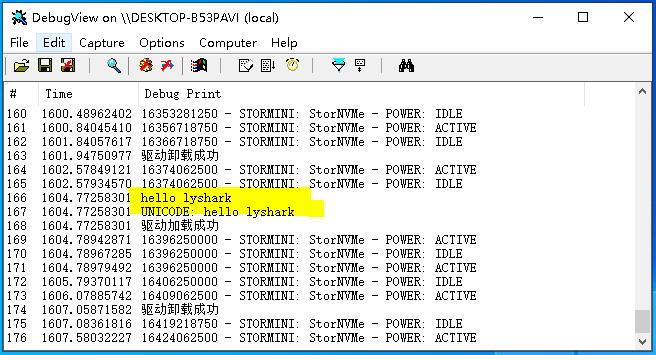 DebugView on \\DESKTOP-B53PAVI (local)
File Edit Capture Options Computer Help
# Time Debug Print
160 1600.48962402 16353281250 - STORMINI: StorNVMe - POWER: IDLE
161 1600.84045410 16356718750 - STORMINI: StorNVMe - POWER: ACTIVE
162 1601.84057617 16366718750 - STORMINI: StorNVMe - POWER: IDLE
163 1601.94750977 驱动卸载成功
164 1602.57849121 16374062500 - STORMINI: StorNVMe - POWER: ACTIVE
165 1602.57934570 16374062500 - STORMINI: StorNVMe - POWER: IDLE
166 1604.77258301 hello lyshark
167 1604.77258301 UNICODE: hello lyshark
168 1604.77258301 驱动加载成功
169 1604.78942871 16396250000 - STORMINI: StorNVMe - POWER: ACTIVE
170 1604.78967285 16396250000 - STORMINI: StorNVMe - POWER: IDLE
171 1604.78979492 16396250000 - STORMINI: StorNVMe - POWER: ACTIVE
172 1605.79370117 16406250000 - STORMINI: StorNVMe - POWER: IDLE
173 1606.07885742 16409062500 - STORMINI: StorNVMe - POWER: ACTIVE
174 1607.05871582 驱动卸载成功
175 1607.08361816 16419218750 - STORMINI: StorNVMe - POWER: IDLE
176 1607.58032227 16424062500 - STORMINI: StorNVMe - POWER: ACTIVE